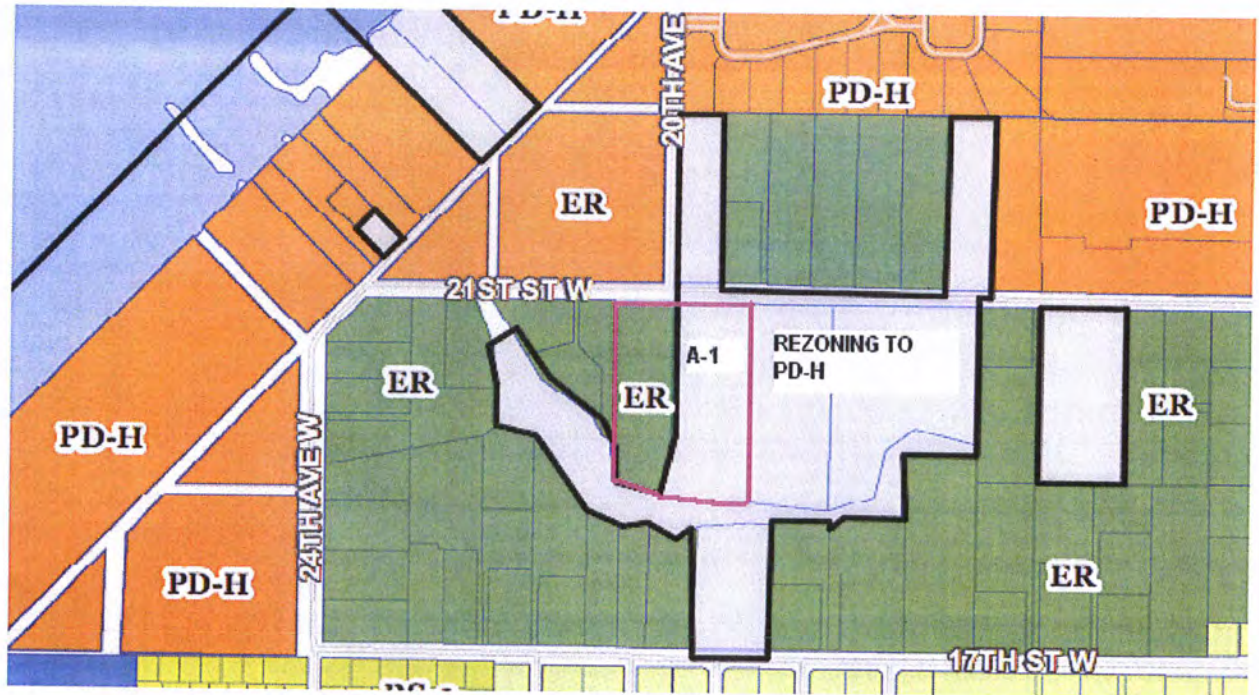 PD-H
20TH AVE
PD-H
ER
PD-H
21ST ST W
A-1
REZONING TO
PD-H
ER
ER
ER
PD-H
24TH AVE W
PD-H
ER
17TH ST W